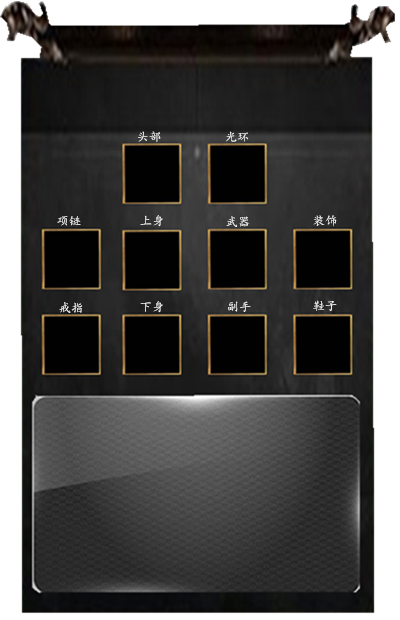 头部 光环
项链 上身 武器 装饰
戒指 下身 副手 鞋子